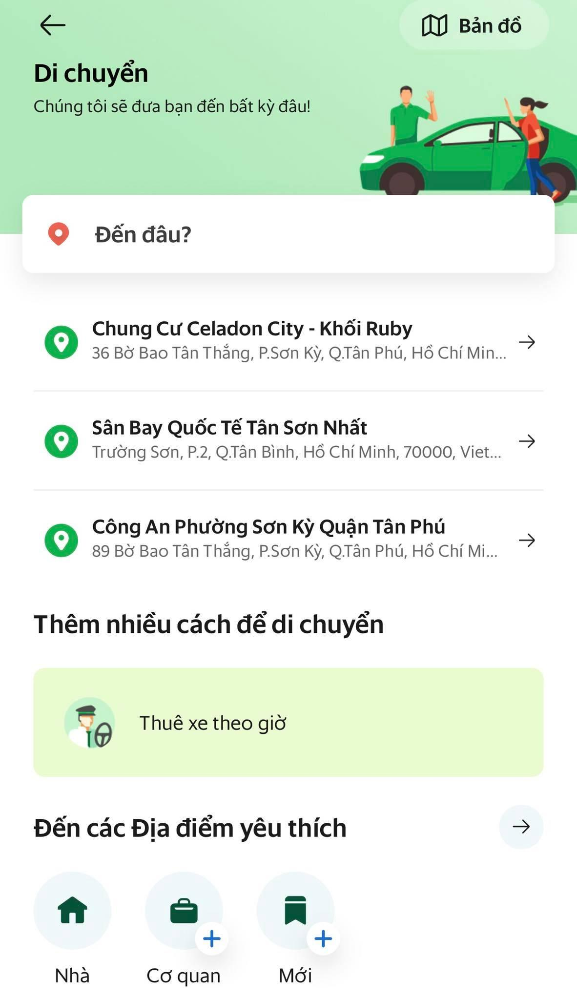 Bản đồ
Di chuyển
Chúng tôi sẽ đưa bạn đến bất kỳ đâu!
Đến đâu?
Chung Cư Celadon City - Khối Ruby
36 Bờ Bao Tân Thắng, P.Sơn Kỳ, Q.Tân Phú, Hồ Chí Min...
Sân Bay Quốc Tế Tân Sơn Nhất
Trường Sơn, P.2, Q.Tân Bình, Hồ Chí Minh, 70000, Viet...
Công An Phường Sơn Kỳ Quận Tân Phú
89 Bờ Bao Tân Thắng, P.Sơn Kỳ, Q.Tân Phú, Hồ Chí Mi...
Thêm nhiều cách để di chuyển
Thuê xe theo giờ
Đến các Địa điểm yêu thích
Nhà
Cơ quan
Mới